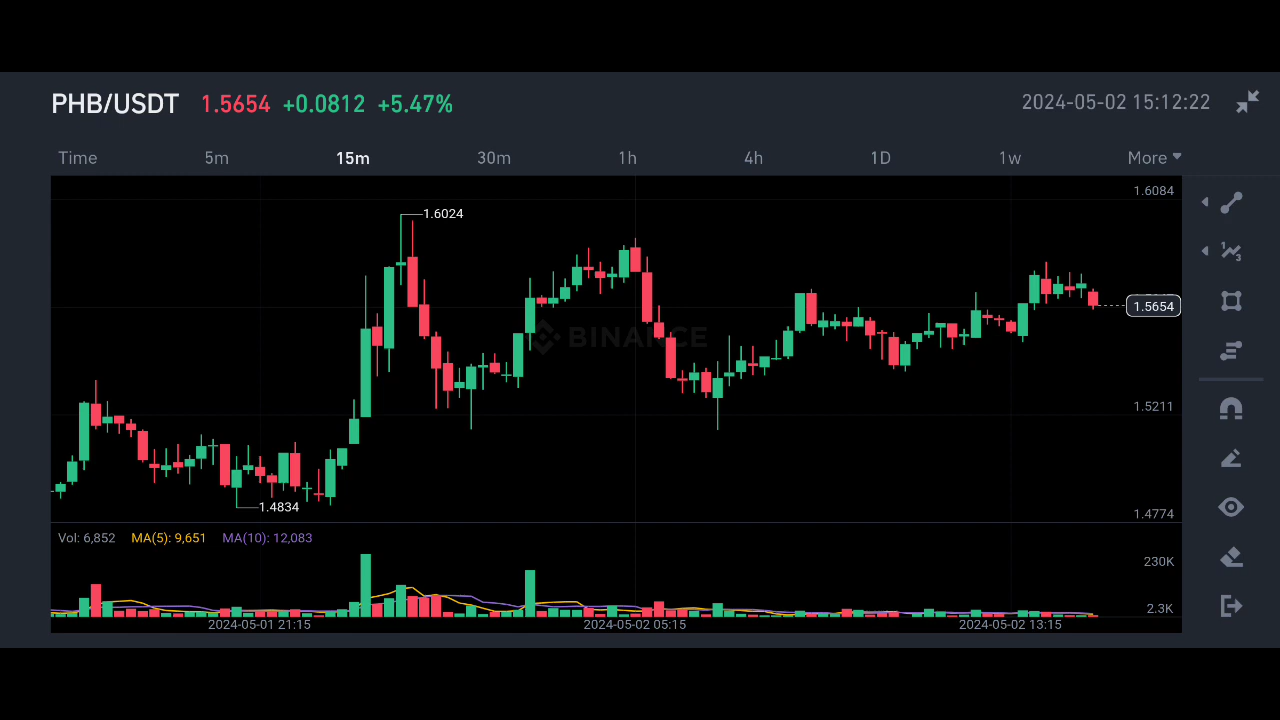 PHB/USDT 1.5654 +0.0812 +5.47% 2024-05-02 15:12:22
Time 5m 15m 30m 1h 4h 1D 1w More
1.6084
1.6024
1.5654
BINANCE
1.5211
1.4834
1.4774
Vol: 6,852 MA(5): 9,651 MA(10): 12,083
230K
2.3K
2024-05-01 21:15 2024-05-02 05:15 2024-05-02 13:15